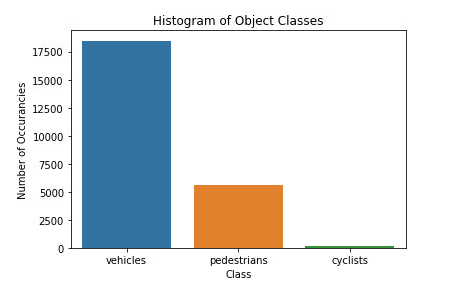 Histogram of Object Classes
Number of Occurancies
17500
15000
12500
10000
7500
5000
2500
0
vehicles pedestrians cyclists
Class